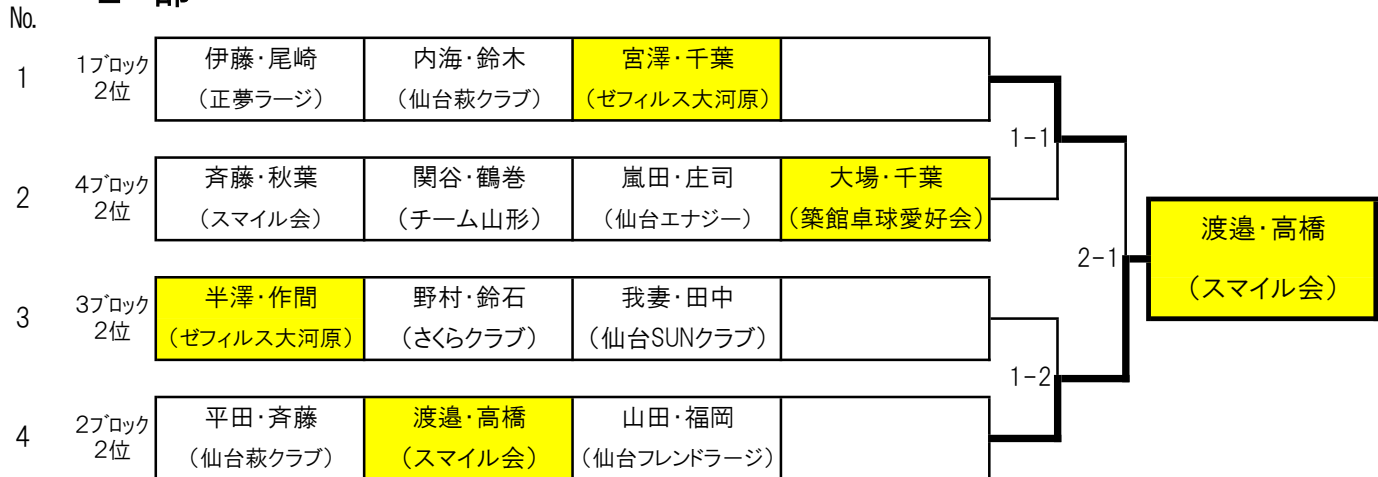 No.
1 1ブロック 伊藤・尾崎 内海・鈴木 宮澤・千葉
2位 (正夢ラージ) (仙台萩クラブ) (ゼフィルス大河原)
1-1
2 4ブロック 斉藤・秋葉 関谷・鶴巻 嵐田・庄司 大場・千葉
2位 (スマイル会) (チーム山形) (仙台エナジー) (築館卓球愛好会)
渡邉・高橋
2-1
(スマイル会)
3 3ブロック 半澤・作間 野村・鈴石 我妻・田中
2位 (ゼフィルス大河原) (さくらクラブ) (仙台SUNクラブ)
1-2
4 2ブロック 平田・斉藤 渡邉・高橋 山田・福岡
2位 (仙台萩クラブ) (スマイル会) (仙台フレンドラージ)